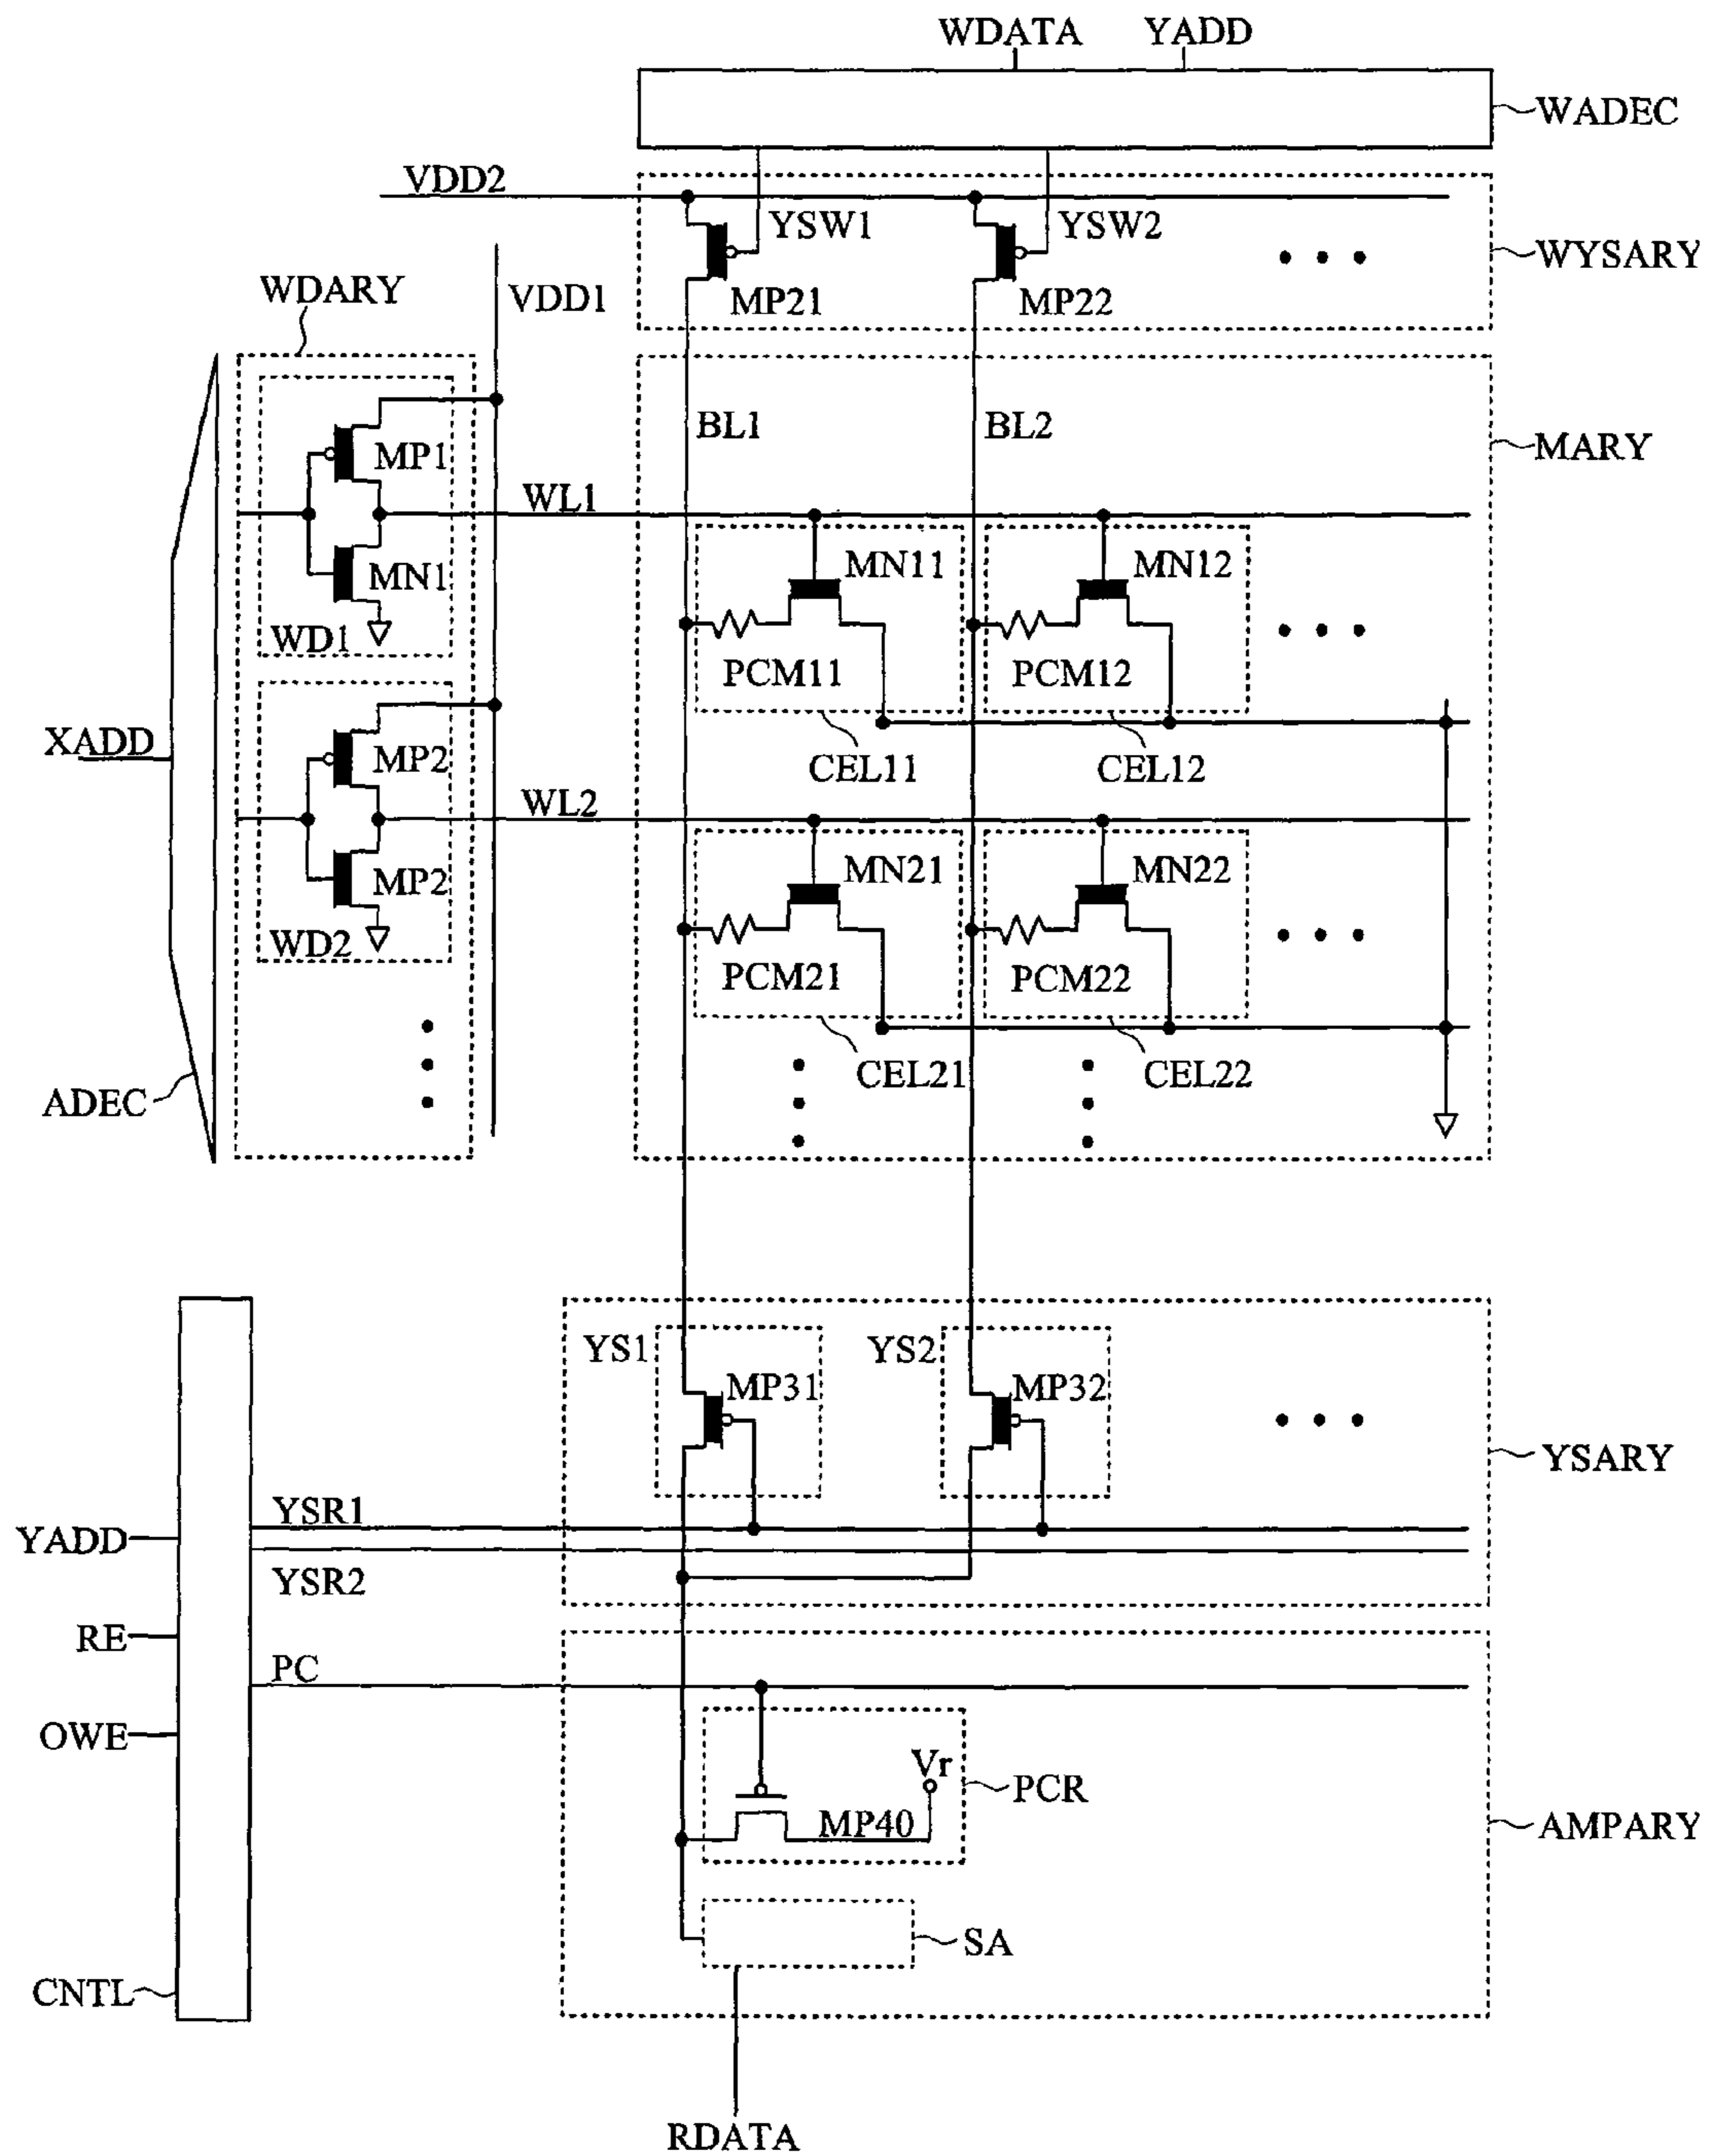 WDATA YADD
WADEC
VDD2
YSW1 YSW2
WYSARY
MP21 MP22
WDARY
VDD1
BL1 BL2
MARY
MP1
WL1
MN11 MN12
MN1
WD1
PCM11 PCM12
XADD
MP2
CEL11 CEL12
WL2
MN21 MN22
MP2
WD2
PCM21 PCM22
CEL21 CEL22
ADEC
YS1 YS2
MP31 MP32
YSARY
YSR1
YADD
YSR2
RE
PC
OWE
Vr
PCR
MP40
AMPARY
SA
CNTL
RDATA